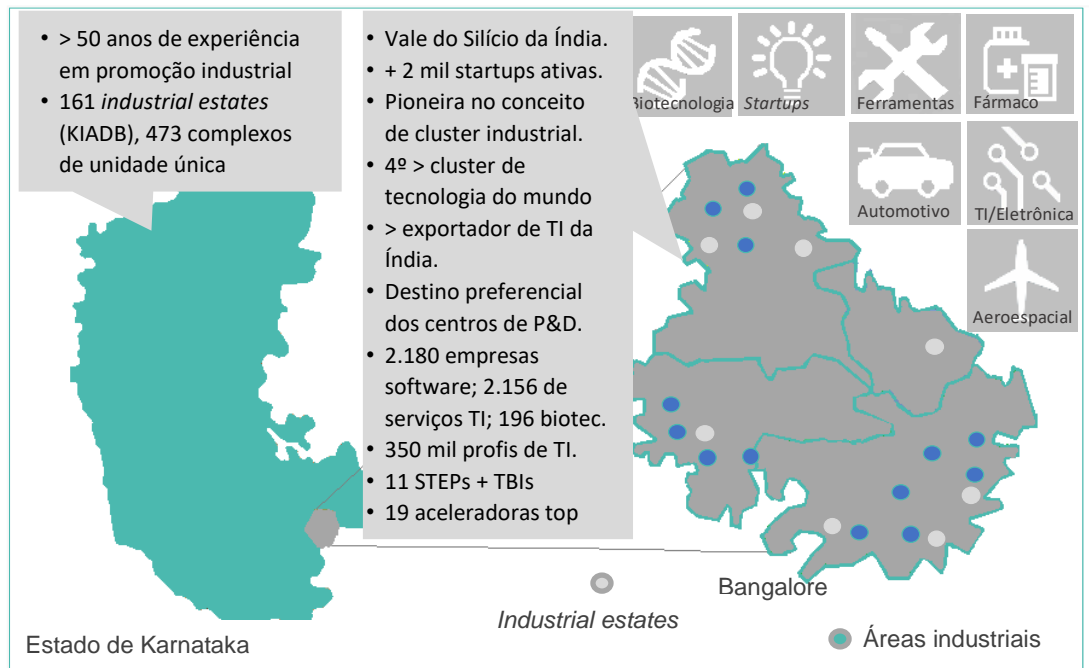 • > 50 anos de experiência
em promoção industrial
• 161 industrial estates
(KIADB), 473 complexos
de unidade única
• Vale do Silício da Índia.
• + 2 mil startups ativas.
• Pioneira no conceito
de cluster industrial.
• 4º > cluster de
tecnologia do mundo
• > exportador de TI da
Índia.
• Destino preferencial
dos centros de P&D.
• 2.180 empresas
software; 2.156 de
serviços TI; 196 biotec.
• 350 mil profis de TI.
• 11 STEPs + TBIs
• 19 aceleradoras top
Biotecnologia
Startups
Ferramentas
Fármaco
Automotivo
TI/Eletrônica
Aeroespacial
Bangalore
Industrial estates
Estado de Karnataka
Áreas industriais